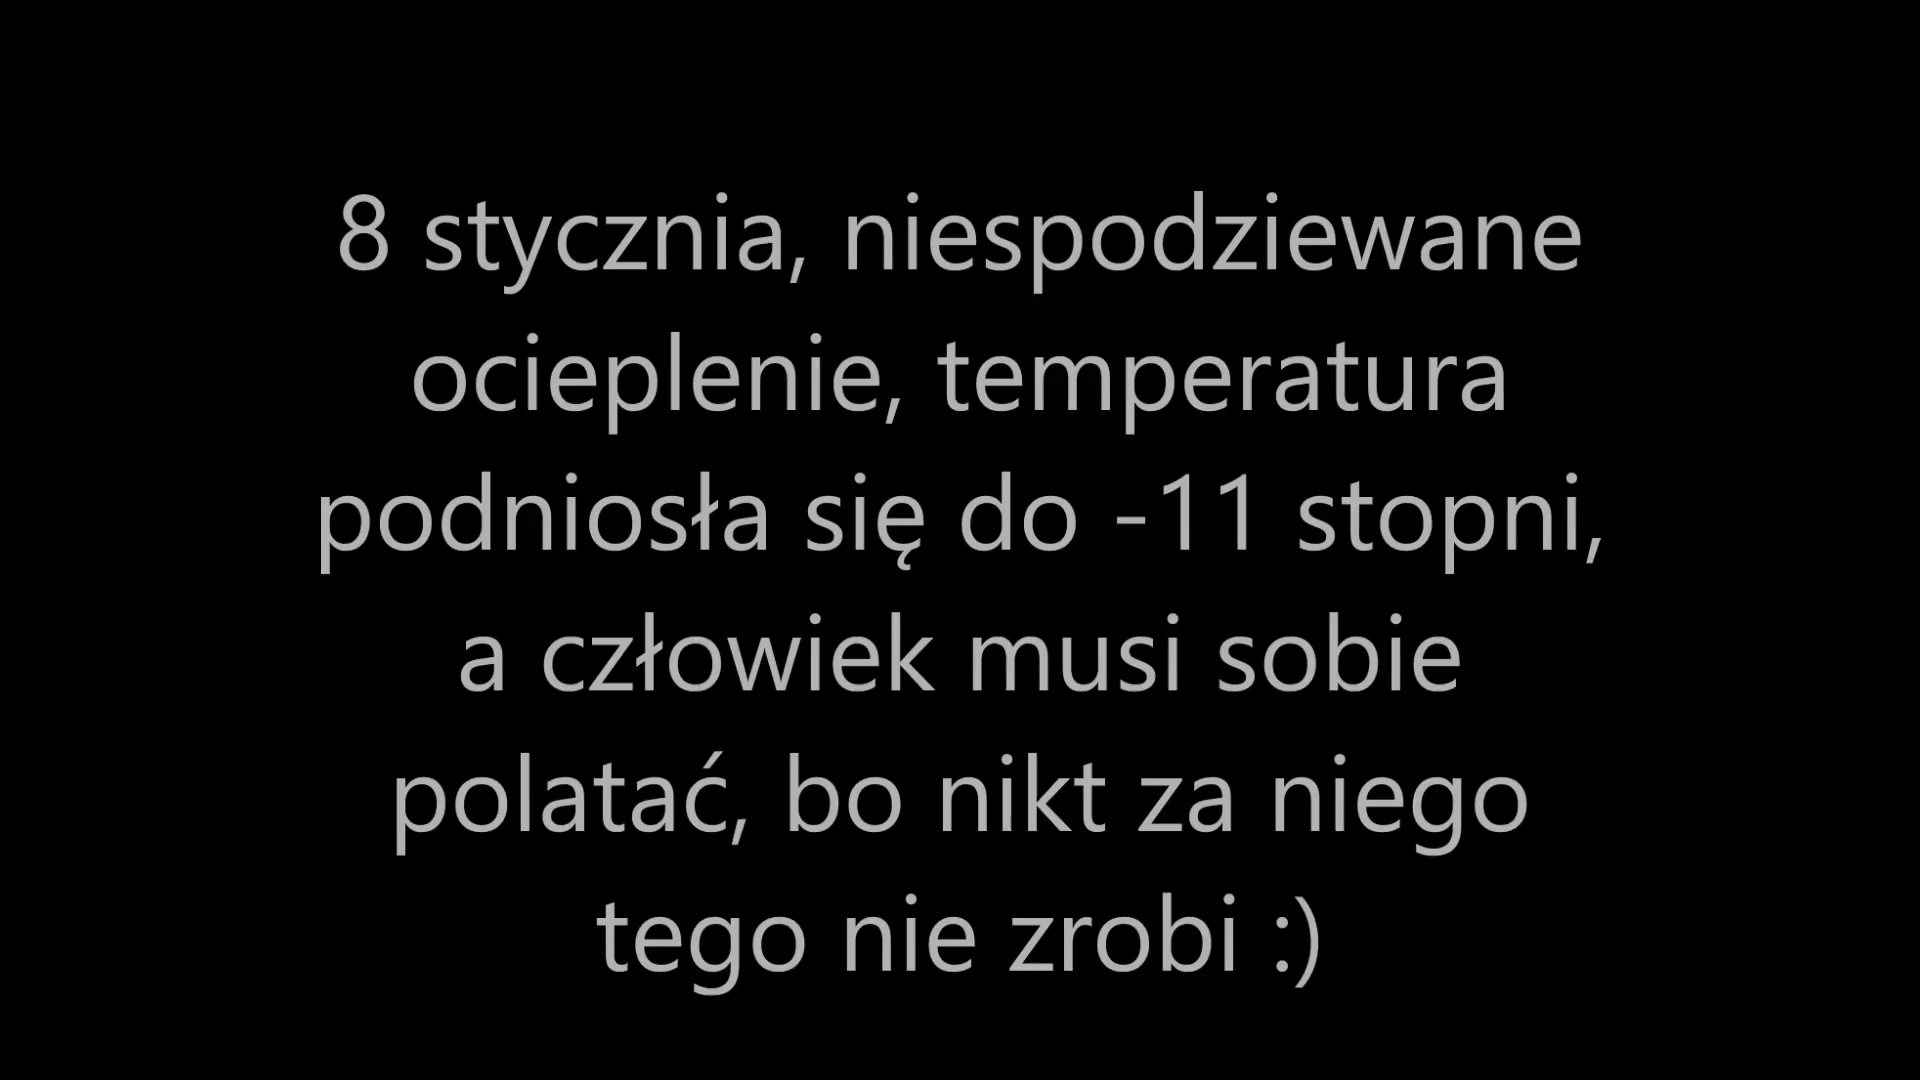 8 stycznia, niespodziewane
ocieplenie, temperatura
podniosła się do -11 stopni,
a człowiek musi sobie
polatać, bo nikt za niego
tego nie zrobi :)